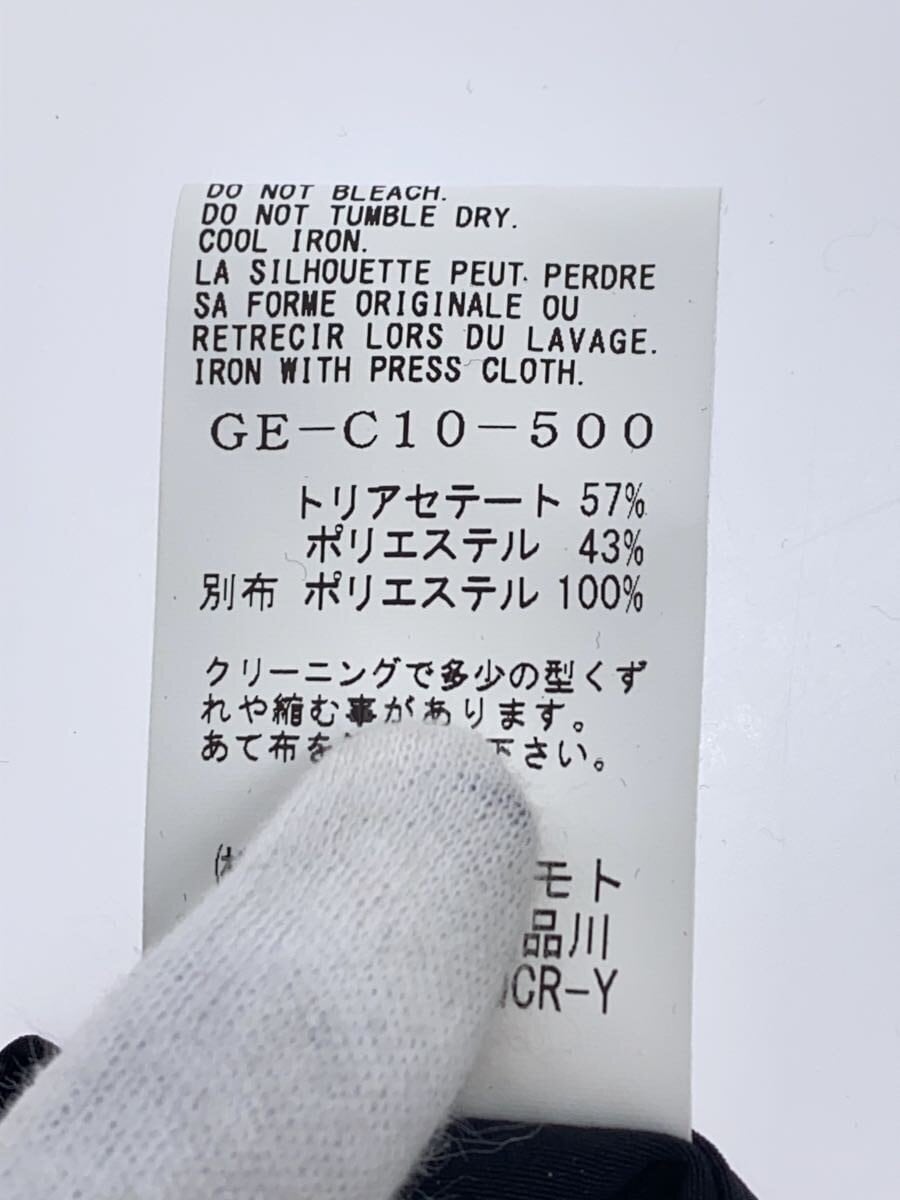 DO NOT BLEACH.
DO NOT TUMBLE DRY.
COOL IRON.
LA SILHOUETTE PEUT PERDRE
SA FORME ORIGINALE OU
RETRECIR LORS DU LAVAGE.
IRON WITH PRESS CLOTH.
GE-C10-500
トリアセテート 57%
ポリエステル 43%
別布 ポリエステル 100%
クリーニングで多少の型くず
れや縮む事があります。
あて布を 下さい。
モト
品川
CR-Y